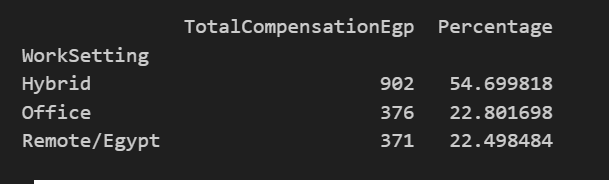 TotalCompensationEgp Percentage
WorkSetting
Hybrid 902 54.699818
Office 376 22.801698
Remote/Egypt 371 22.498484